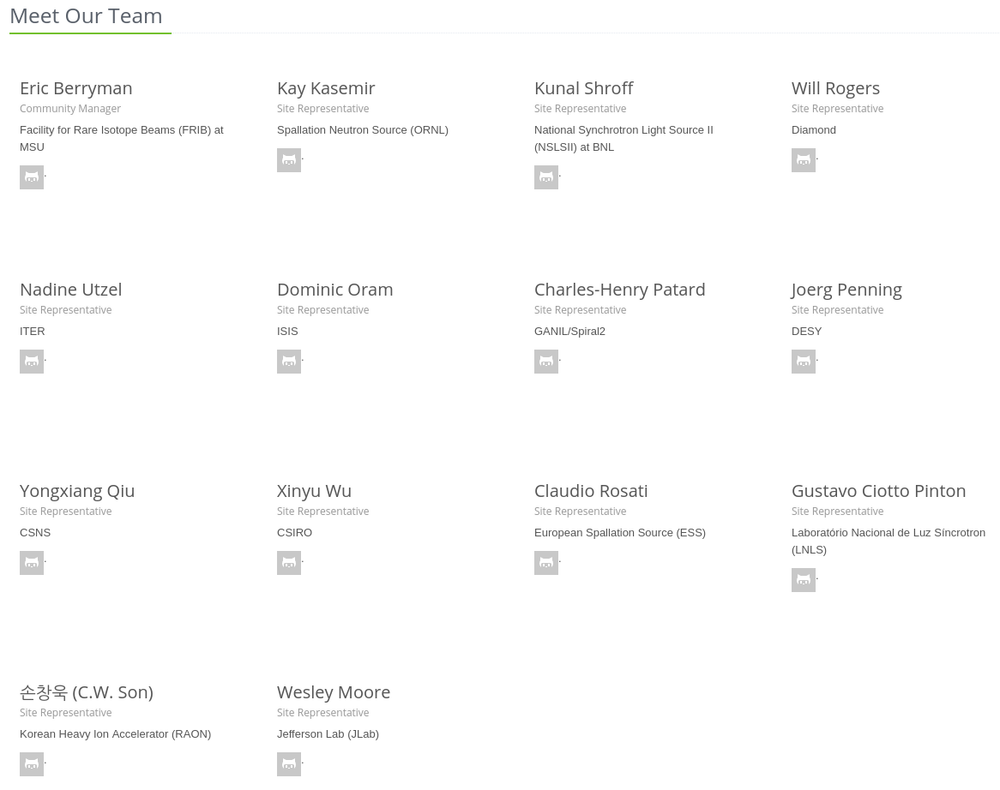 Meet Our Team
Eric Berryman
Community Manager
Facility for Rare Isotope Beams (FRIB) at
MSU
.
Kay Kasemir
Site Representative
Spallation Neutron Source (ORNL)
.
Kunal Shroff
Site Representative
National Synchrotron Light Source II
(NSLSII) at BNL
.
Will Rogers
Site Representative
Diamond
.
Nadine Utzel
Site Representative
ITER
.
Dominic Oram
Site Representative
ISIS
.
Charles-Henry Patard
Site Representative
GANIL/Spiral2
.
Joerg Penning
Site Representative
DESY
.
Yongxiang Qiu
Site Representative
CSNS
.
Xinyu Wu
Site Representative
CSIRO
.
Claudio Rosati
Site Representative
European Spallation Source (ESS)
.
Gustavo Ciotto Pinton
Site Representative
Laboratório Nacional de Luz Síncrotron
(LNLS)
.
손창욱 (C.W. Son)
Site Representative
Korean Heavy Ion Accelerator (RAON)
.
Wesley Moore
Site Representative
Jefferson Lab (JLab)
.